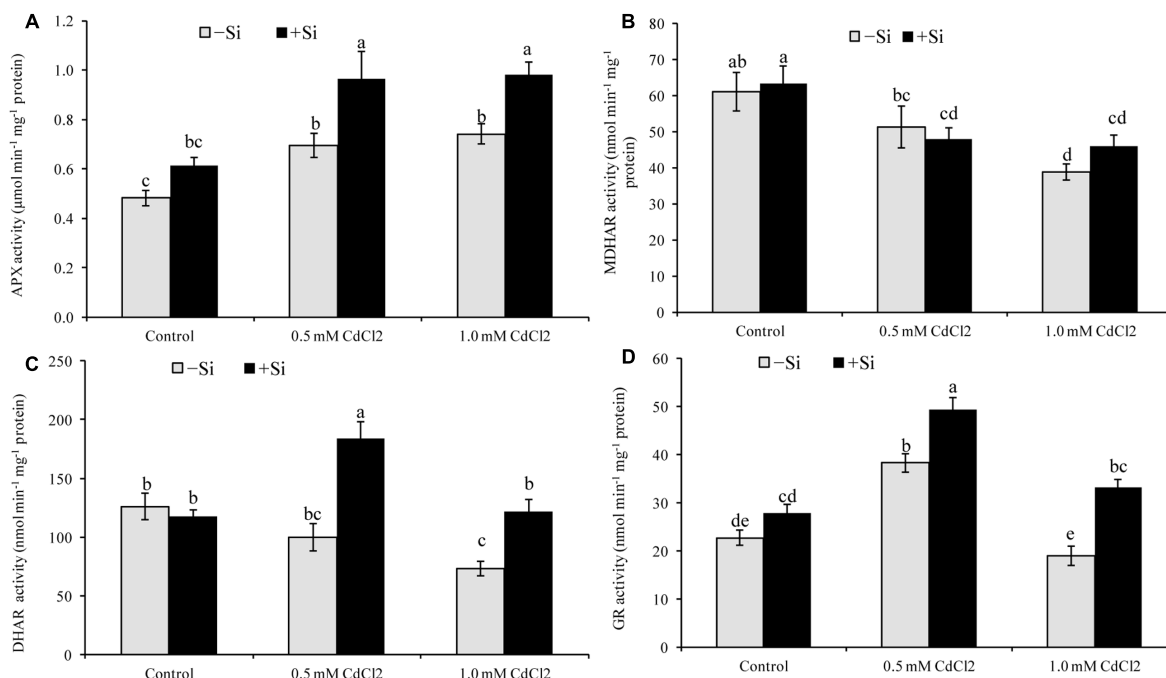 A
APX activity (µmol min⁻¹ mg⁻¹ protein)
1.2
1.0
0.8
0.6
0.4
0.2
0.0
−Si +Si
c bc b a b a
Control 0.5 mM CdCl2 1.0 mM CdCl2
B
MDHAR activity (nmol min⁻¹ mg⁻¹
protein)
80
70
60
50
40
30
20
10
0
−Si +Si
ab a bc cd d cd
Control 0.5 mM CdCl2 1.0 mM CdCl2
C
DHAR activity (nmol min⁻¹ mg⁻¹ protein)
250
200
150
100
50
0
−Si +Si
b b bc a c b
Control 0.5 mM CdCl2 1.0 mM CdCl2
D
GR activity (nmol min⁻¹ mg⁻¹ protein)
60
50
40
30
20
10
0
−Si +Si
de cd b a e bc
Control 0.5 mM CdCl2 1.0 mM CdCl2